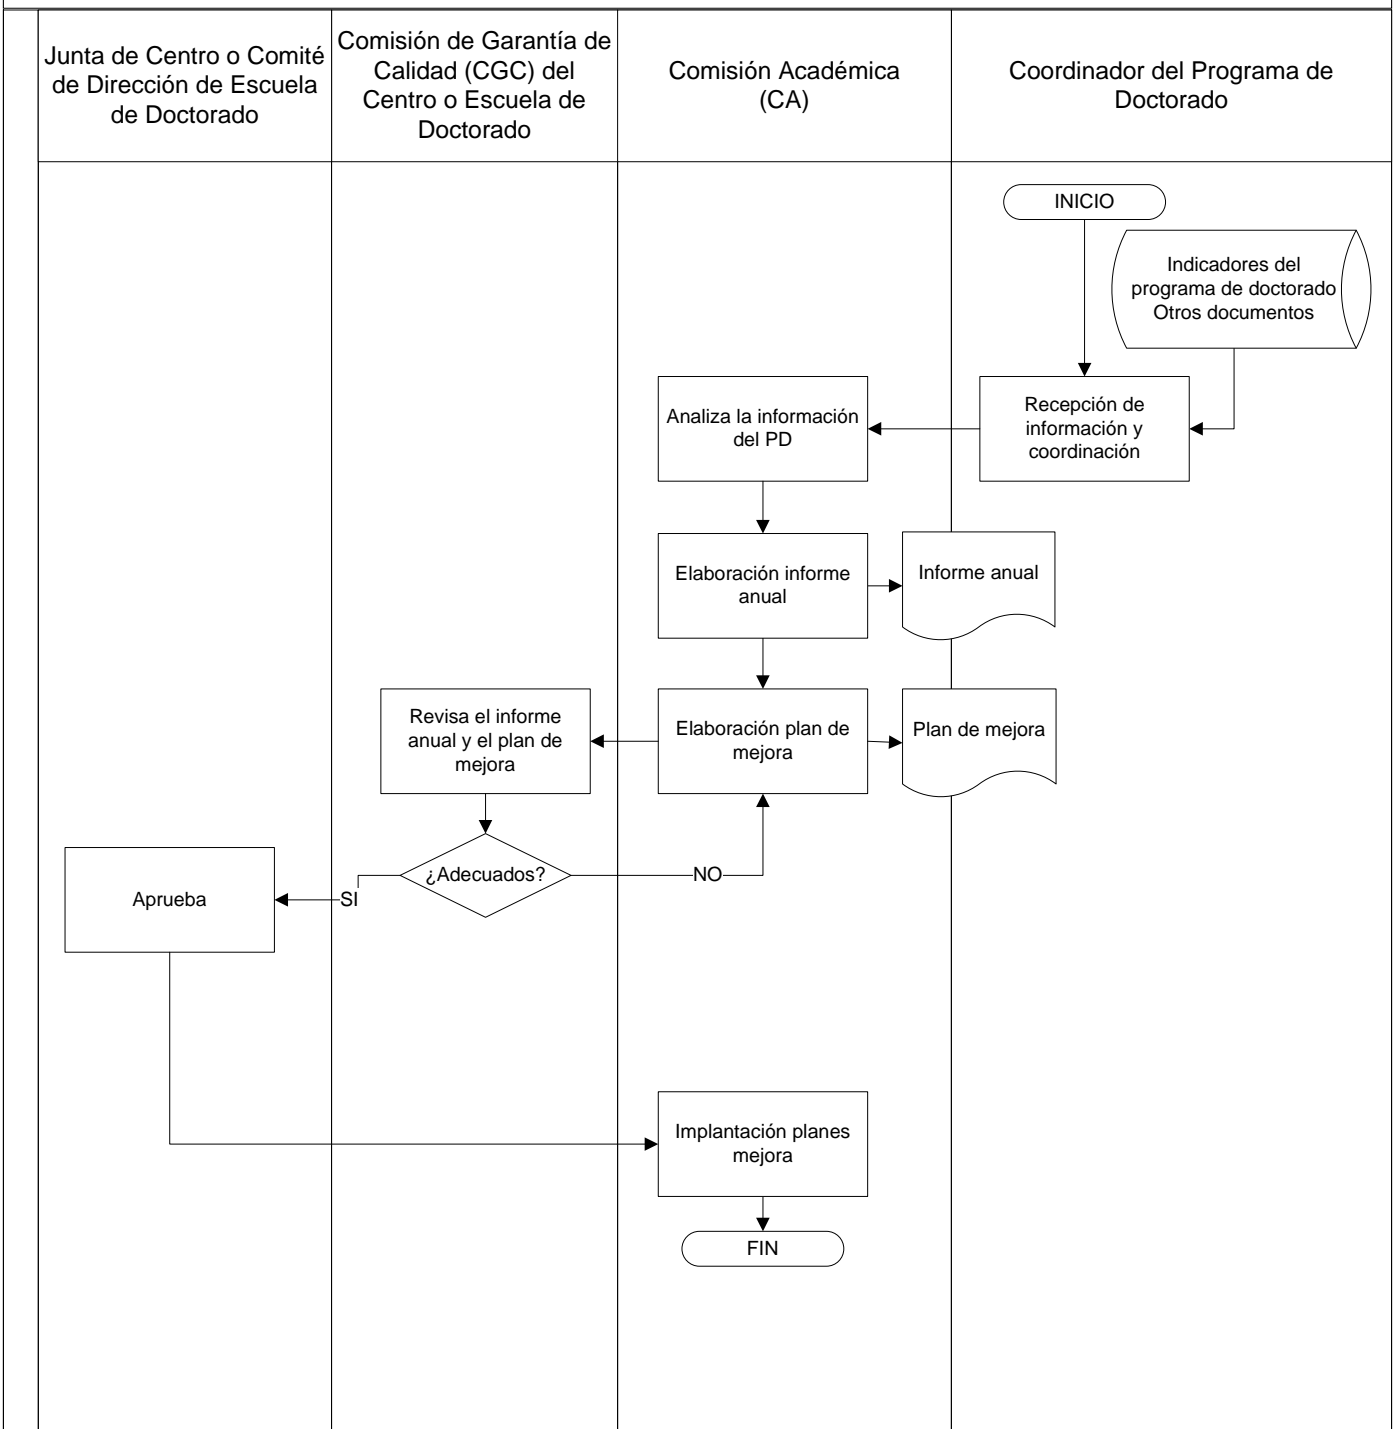 Junta de Centro o Comité
de Dirección de Escuela
de Doctorado
Comisión de Garantía de
Calidad (CGC) del
Centro o Escuela de
Doctorado
Comisión Académica
(CA)
Coordinador del Programa de
Doctorado
INICIO
Indicadores del
programa de doctorado
Otros documentos
Analiza la información
del PD
Recepción de
información y
coordinación
Elaboración informe
anual
Informe anual
Revisa el informe
anual y el plan de
mejora
Elaboración plan de
mejora
Plan de mejora
¿Adecuados?
NO
SI
Aprueba
Implantación planes
mejora
FIN